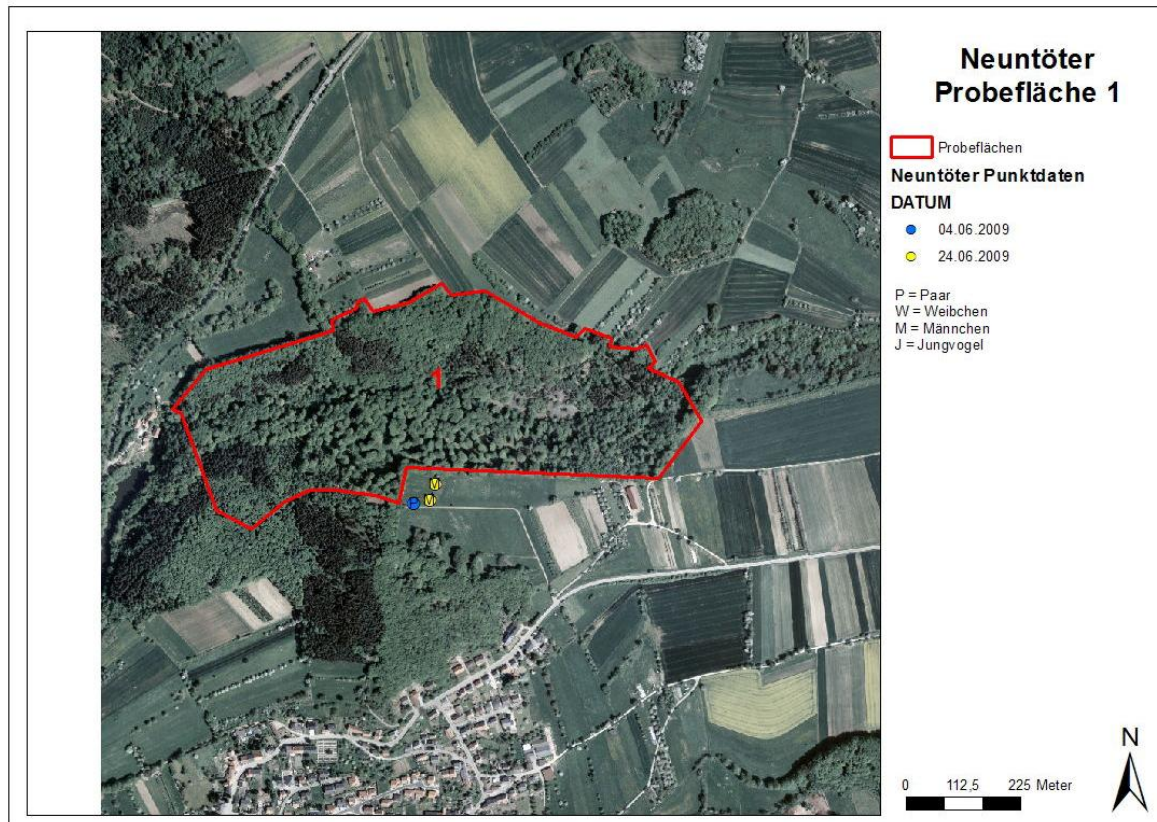 Neuntöter
Probefläche 1
Probeflächen
Neuntöter Punktdaten
DATUM
04.06.2009
24.06.2009
P = Paar
W = Weibchen
M = Männchen
J = Jungvogel
1
M
M
P
N
0 112,5 225 Meter